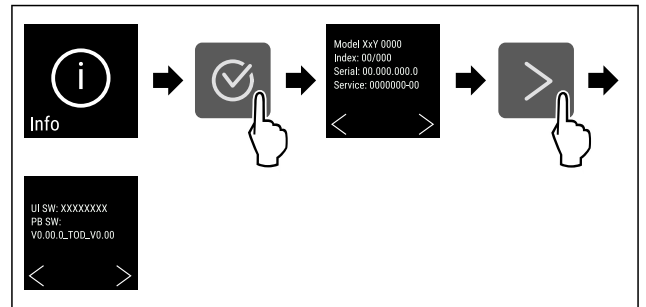 Info
Model XxY 0000
Index: 00/000
Serial: 00.000.000.0
Service: 0000000-00
UI SW: XXXXXXXX
PB SW:
V0.00.0_TOD_V0.00